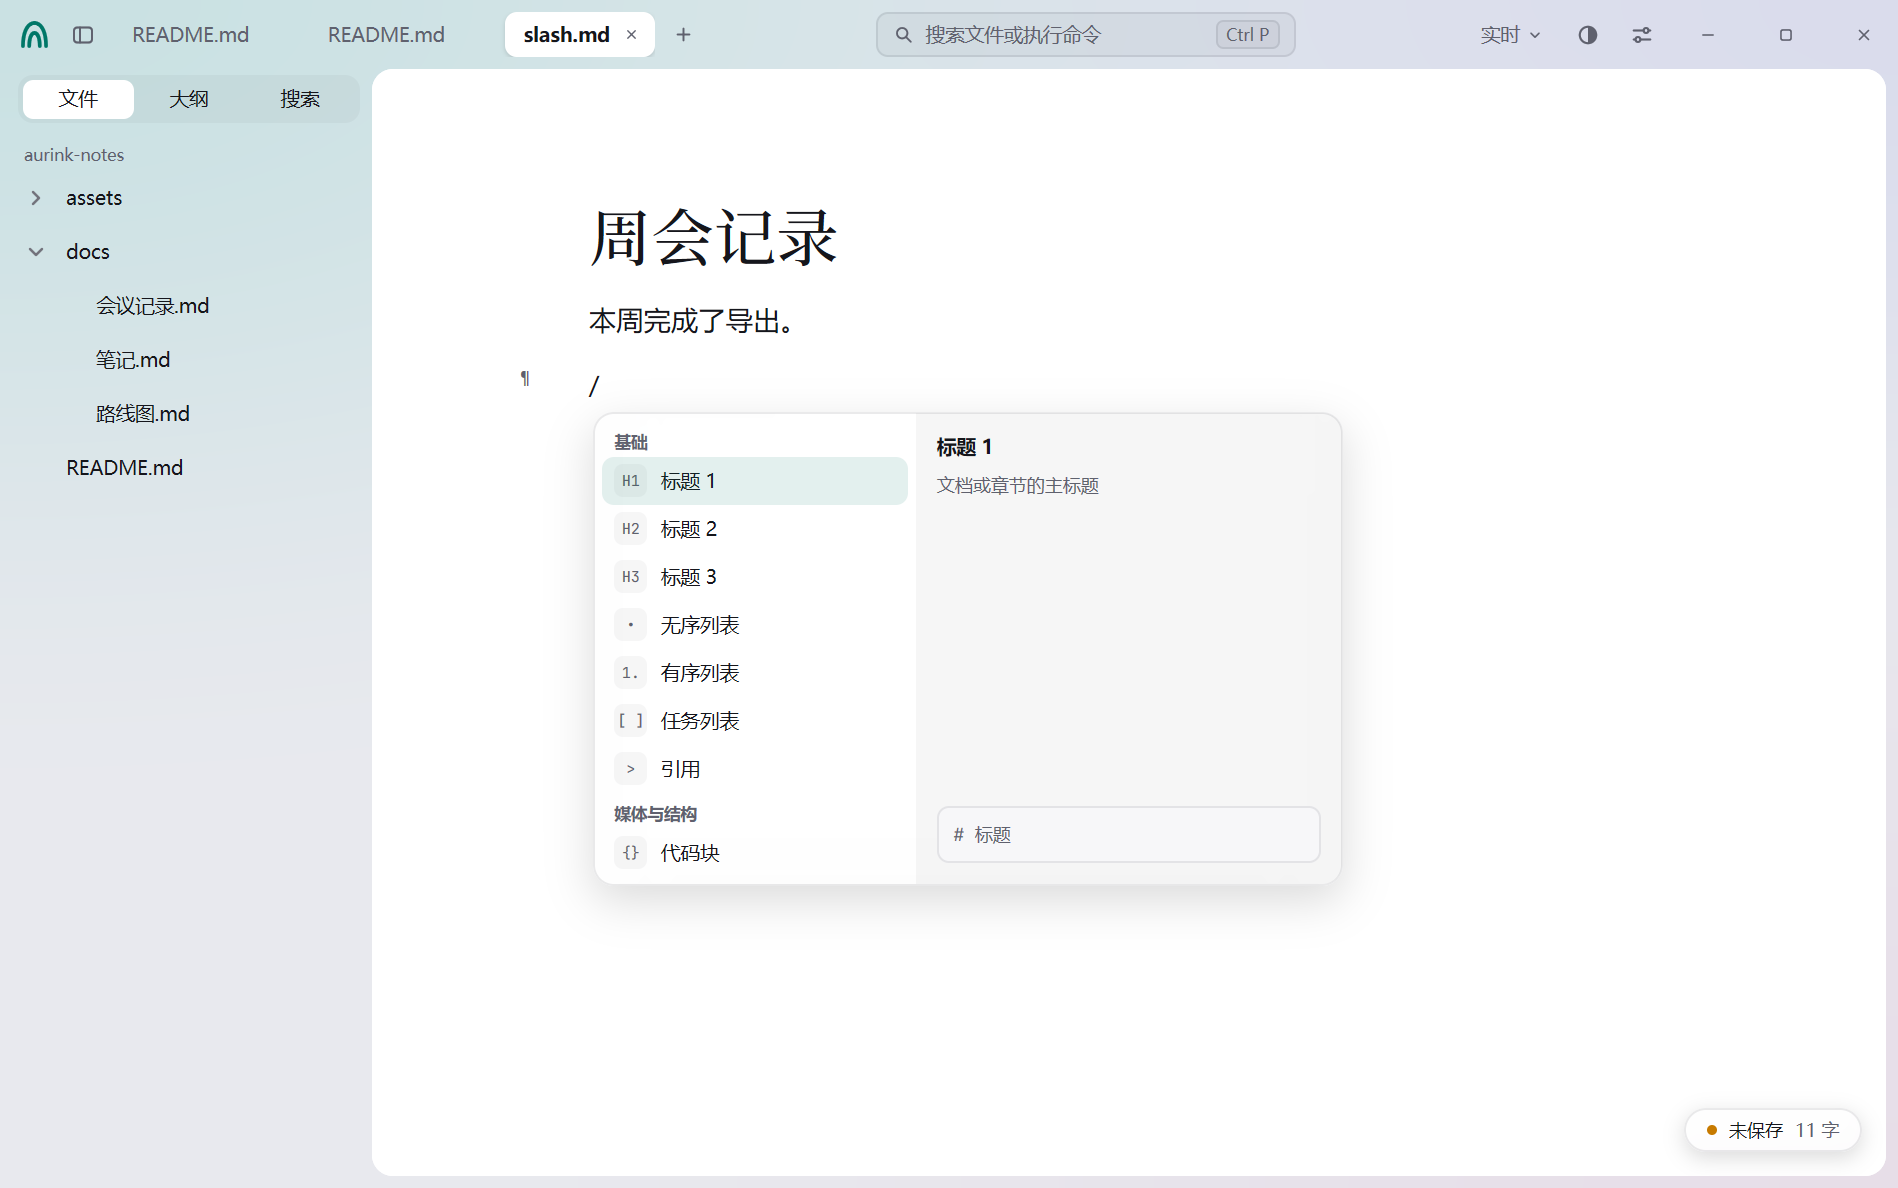 README.md
README.md
slash.md
搜索文件或执行命令
Ctrl P
实时
文件
大纲
搜索
aurink-notes
assets
docs
会议记录.md
笔记.md
路线图.md
README.md
周会记录
本周完成了导出。
¶
/
基础
H1 标题 1
H2 标题 2
H3 标题 3
• 无序列表
1. 有序列表
[ ] 任务列表
> 引用
媒体与结构
{} 代码块
标题 1
文档或章节的主标题
# 标题
未保存 11 字